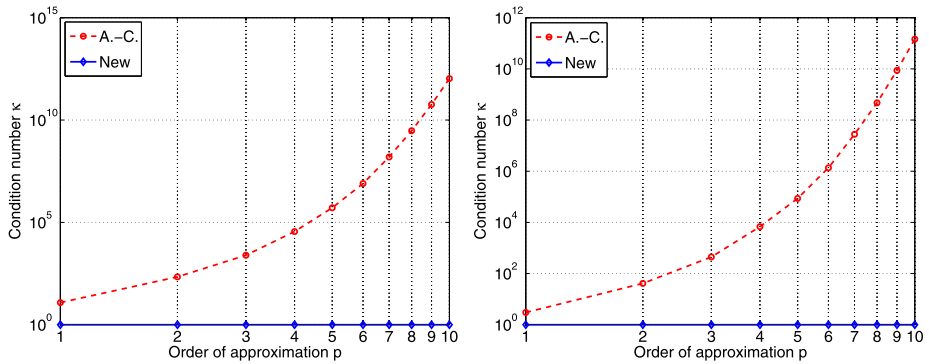 10^15
10^10
10^5
10^0
Condition number κ
A.-C.
New
1 2 3 4 5 6 7 8 9 10
Order of approximation p
10^12
10^10
10^8
10^6
10^4
10^2
10^0
Condition number κ
A.-C.
New
1 2 3 4 5 6 7 8 9 10
Order of approximation p